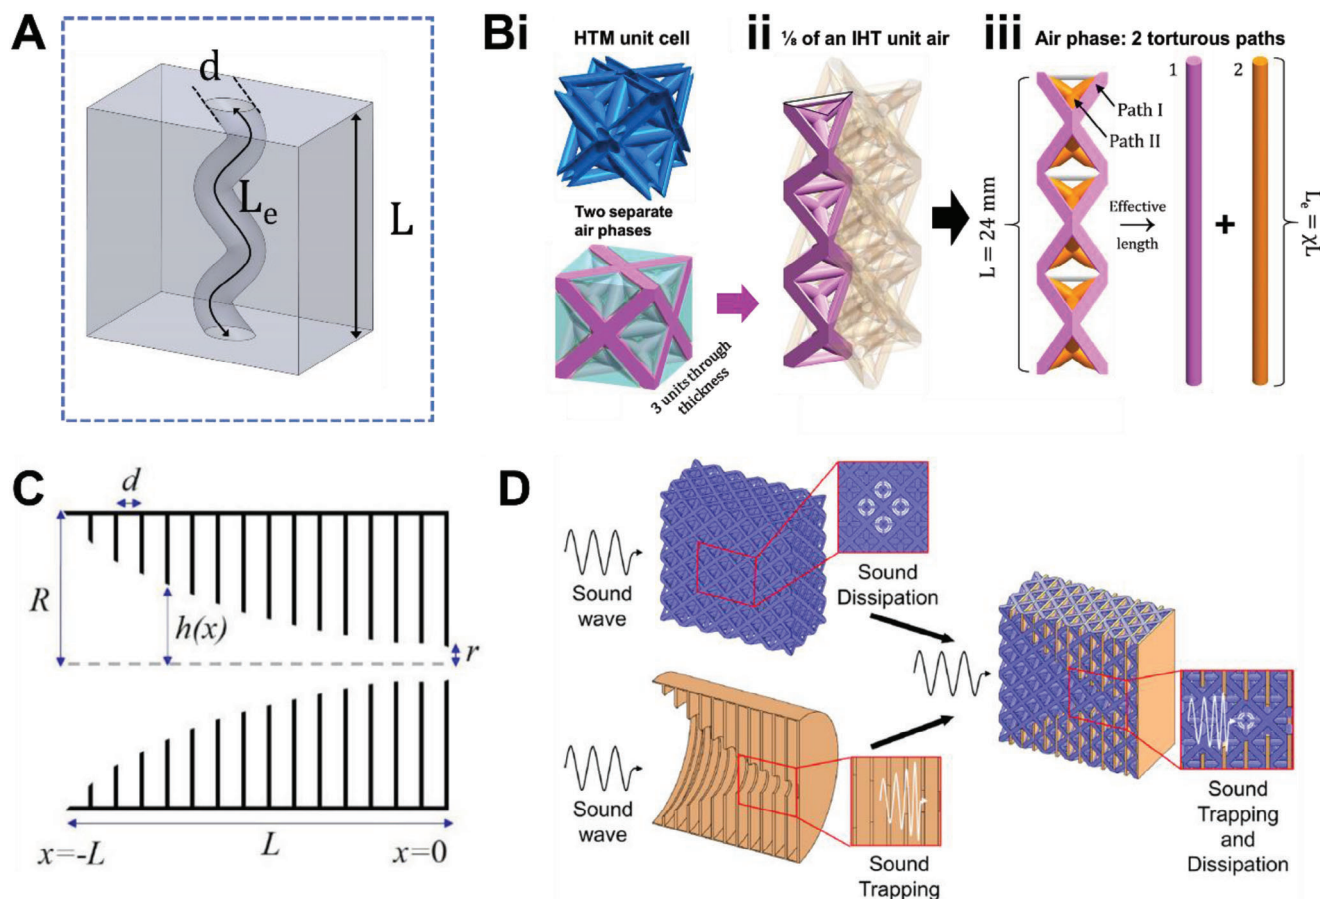 A
d
Lₑ
L
Bi
HTM unit cell
Two separate
air phases
3 units through
thickness
ii
⅛ of an IHT unit air
iii
Air phase: 2 torturous paths
1
2
Path I
Path II
L = 24 mm
Effective
length
+
Lₑ = χL
C
d
R
h(x)
r
x=-L
L
x=0
D
Sound
wave
Sound
Dissipation
Sound
wave
Sound
Trapping
Sound
Trapping
and
Dissipation